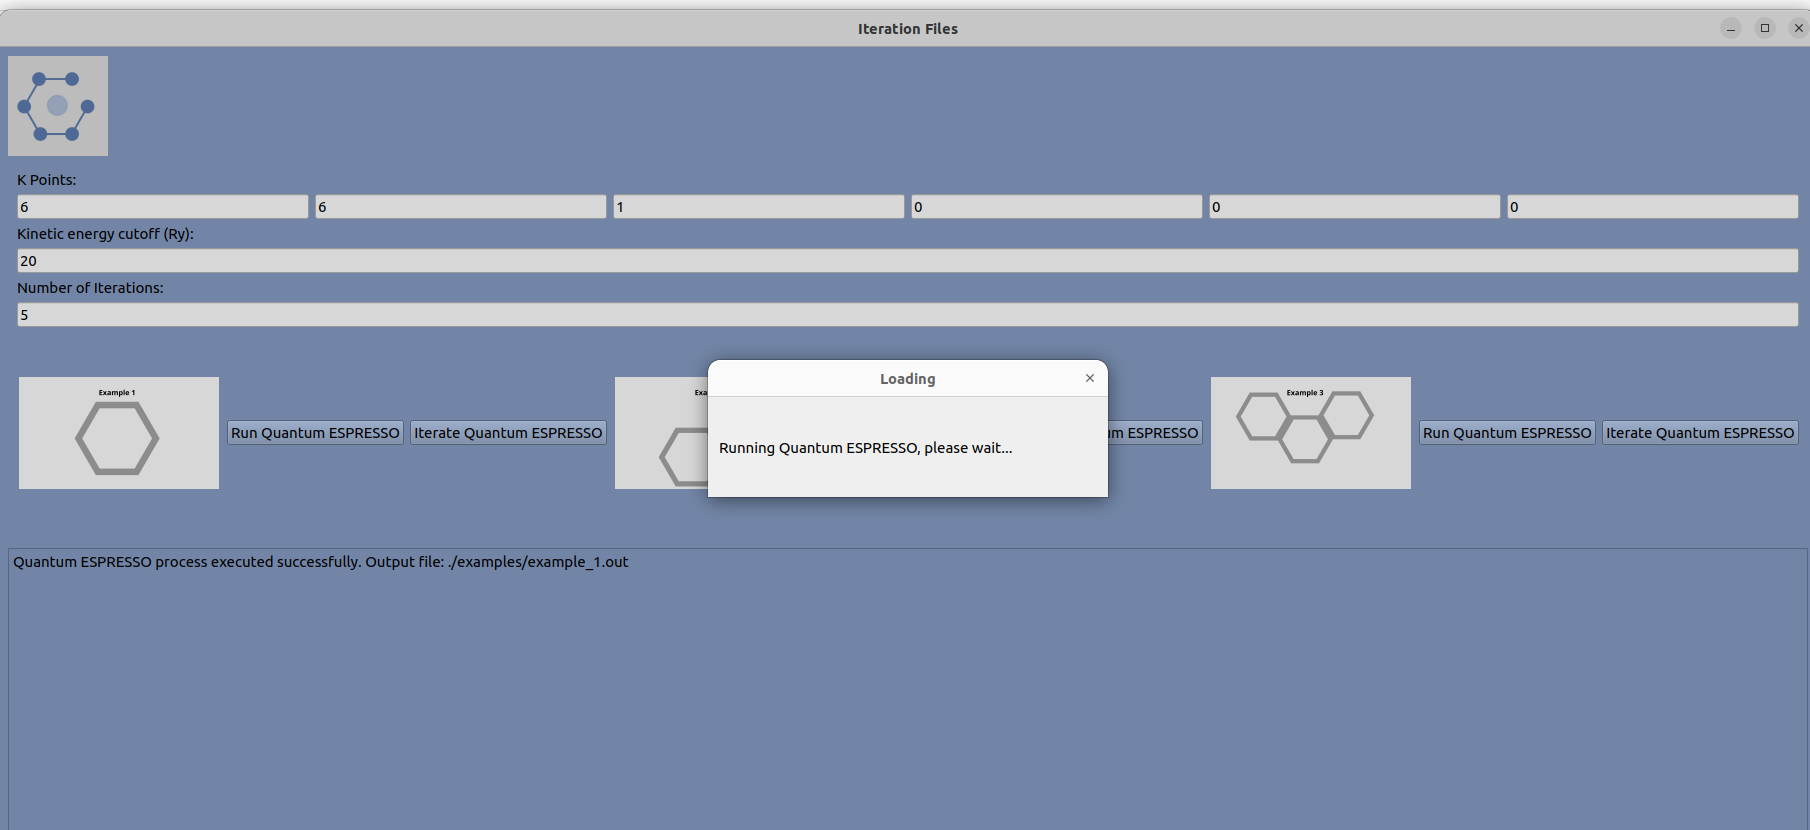 Iteration Files
K Points:
6 6 1 0 0 0
Kinetic energy cutoff (Ry):
20
Number of Iterations:
5
Loading
Running Quantum ESPRESSO, please wait...
Example 1
Run Quantum ESPRESSO Iterate Quantum ESPRESSO
ESPRESSO
Example 3
Run Quantum ESPRESSO Iterate Quantum ESPRESSO
Quantum ESPRESSO process executed successfully. Output file: ./examples/example_1.out